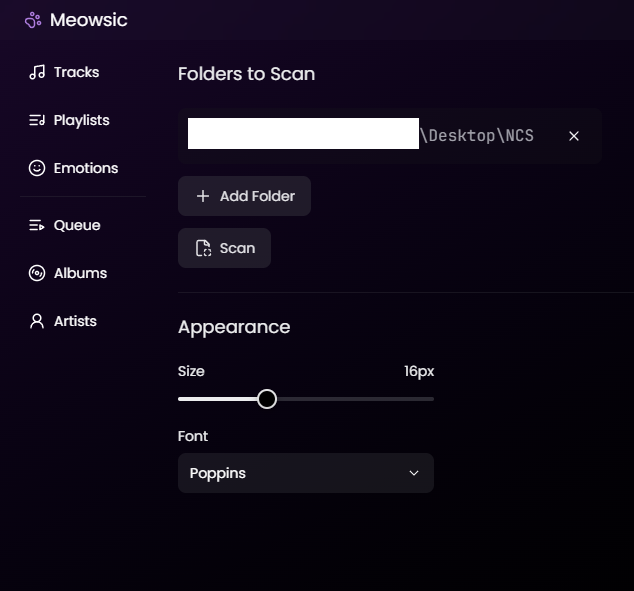 Meowsic
Tracks
Playlists
Emotions
Queue
Albums
Artists
Folders to Scan
\Desktop\NCS
Add Folder
Scan
Appearance
Size
16px
Font
Poppins